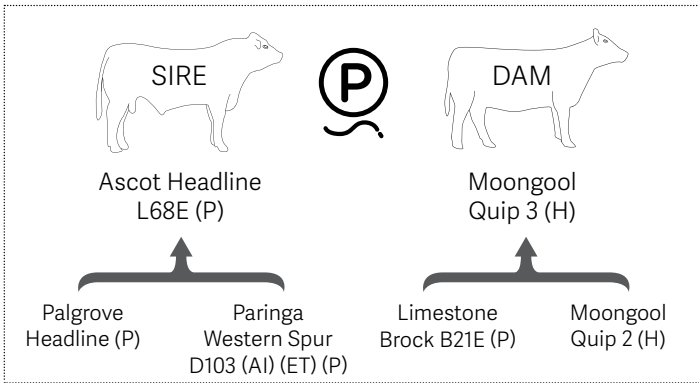 SIRE
P
DAM
Ascot Headline
L68E (P)
Moongool
Quip 3 (H)
Palgrove
Headline (P)
Paringa
Western Spur
D103 (AI) (ET) (P)
Limestone
Brock B21E (P)
Moongool
Quip 2 (H)